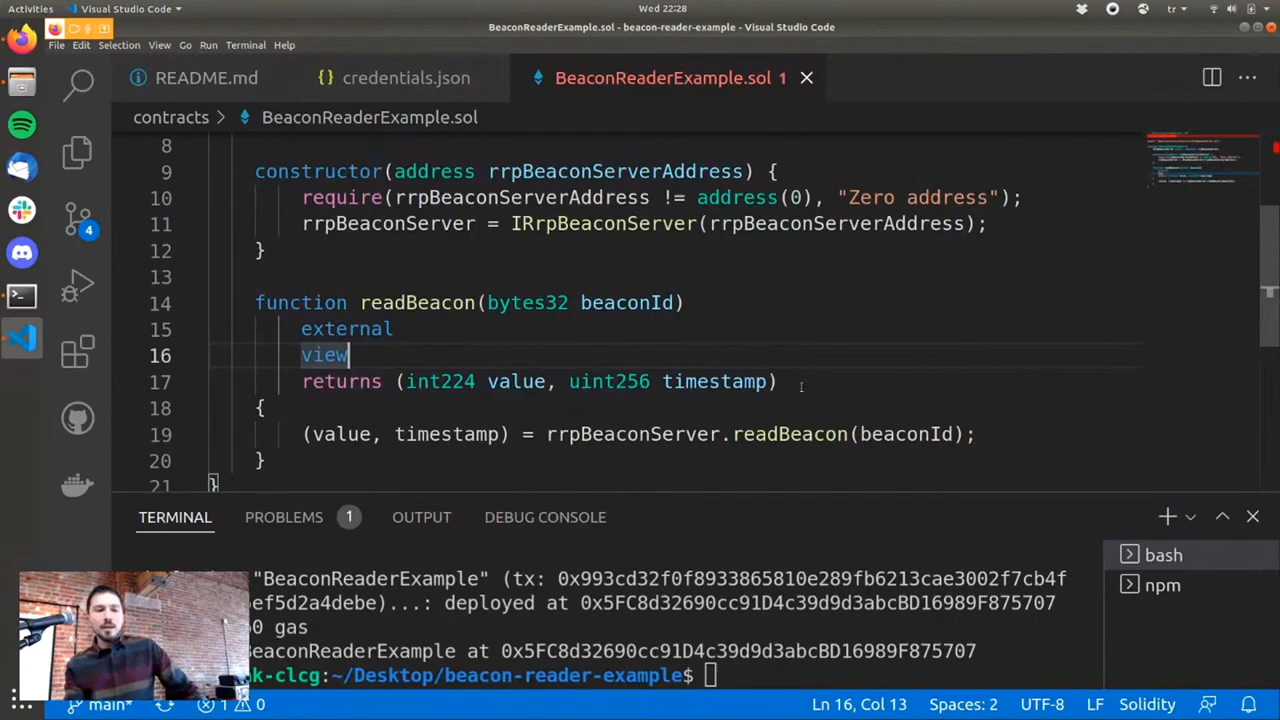 Activities Visual Studio Code Wed 22:28 tr
BeaconReaderExample.sol - beacon-reader-example - Visual Studio Code
File Edit Selection View Go Run Terminal Help
README.md credentials.json BeaconReaderExample.sol 1
contracts BeaconReaderExample.sol
8
9 constructor(address rrpBeaconServerAddress) {
10 require(rrpBeaconServerAddress != address(0), "Zero address");
11 rrpBeaconServer = IRrpBeaconServer(rrpBeaconServerAddress);
12 }
13
14 function readBeacon(bytes32 beaconId)
15 external
16 view
17 returns (int224 value, uint256 timestamp)
18 {
19 (value, timestamp) = rrpBeaconServer.readBeacon(beaconId);
20 }
21 }
4
TERMINAL PROBLEMS 1 OUTPUT DEBUG CONSOLE
bash
npm
"BeaconReaderExample" (tx: 0x993cd32f0f8933865810e289fb6213cae3002f7cb4f
ef5d2a4debe)...: deployed at 0x5FC8d32690cc91D4c39d9d3abcBD16989F875707
0 gas
eaconReaderExample at 0x5FC8d32690cc91D4c39d9d3abcBD16989F875707
k-clcg:~/Desktop/beacon-reader-example$
main* 1 0 Ln 16, Col 13 Spaces: 2 UTF-8 LF Solidity